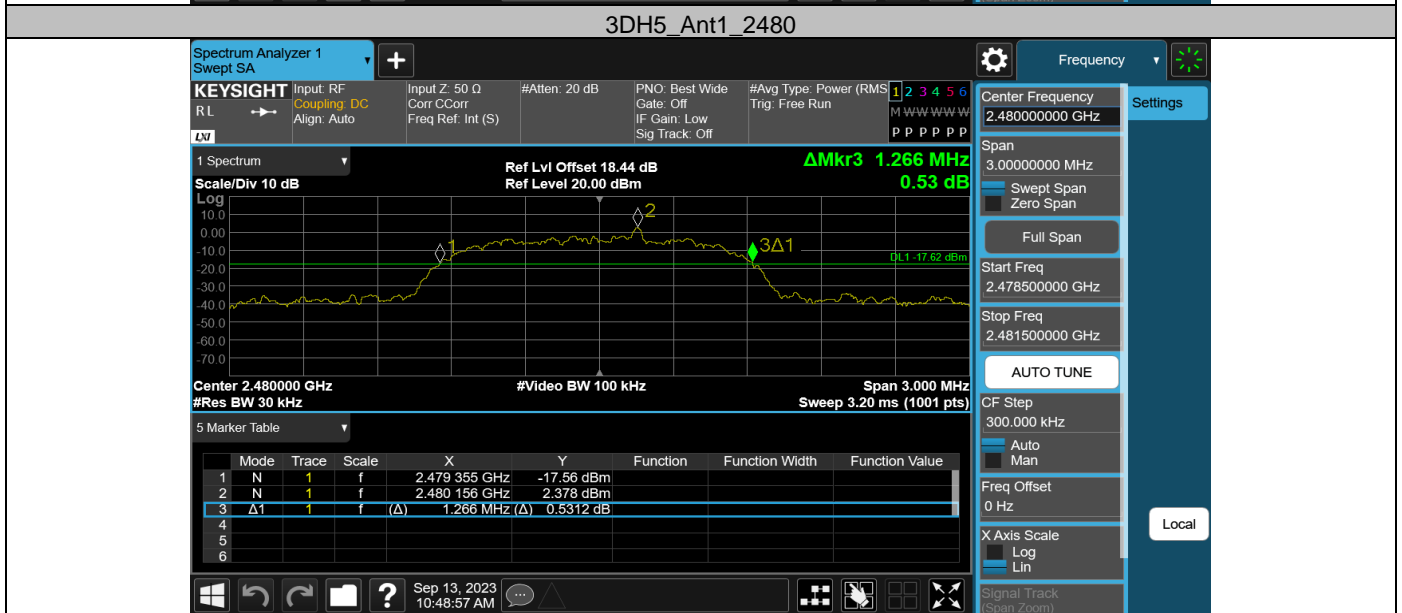 (Span Zoom)
3DH5_Ant1_2480
Spectrum Analyzer 1
Swept SA
+
Frequency
KEYSIGHT
RL
LXI
Input: RF
Coupling: DC
Align: Auto
Input Z: 50 Ω
Corr CCorr
Freq Ref: Int (S)
#Atten: 20 dB
PNO: Best Wide
Gate: Off
IF Gain: Low
Sig Track: Off
#Avg Type: Power (RMS
Trig: Free Run
1 2 3 4 5 6
M W W W W W
P P P P P P
1 Spectrum
Scale/Div 10 dB
Ref Lvl Offset 18.44 dB
Ref Level 20.00 dBm
ΔMkr3 1.266 MHz
0.53 dB
Log
10.0
0.00
-10.0
-20.0
-30.0
-40.0
-50.0
-60.0
-70.0
1
2
3Δ1
DL1 -17.62 dBm
Center 2.480000 GHz
#Res BW 30 kHz
#Video BW 100 kHz
Span 3.000 MHz
Sweep 3.20 ms (1001 pts)
5 Marker Table
Mode Trace Scale X Y Function Function Width Function Value
1 N 1 f 2.479 355 GHz -17.56 dBm
2 N 1 f 2.480 156 GHz 2.378 dBm
3 Δ1 1 f (Δ) 1.266 MHz (Δ) 0.5312 dB
4
5
6
?
Sep 13, 2023
10:48:57 AM
Center Frequency
2.480000000 GHz
Settings
Span
3.00000000 MHz
Swept Span
Zero Span
Full Span
Start Freq
2.478500000 GHz
Stop Freq
2.481500000 GHz
AUTO TUNE
CF Step
300.000 kHz
Auto
Man
Freq Offset
0 Hz
Local
X Axis Scale
Log
Lin
Signal Track
(Span Zoom)